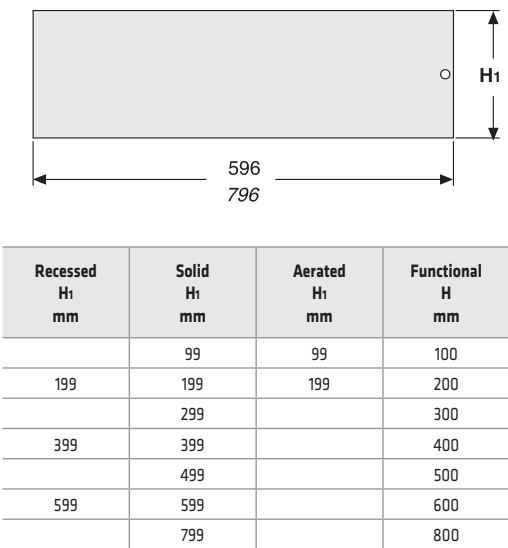 H1
596
796
Recessed Solid Aerated Functional
H1 H1 H1 H
mm mm mm mm
99 99 100
199 199 199 200
299 300
399 399 400
499 500
599 599 600
799 800